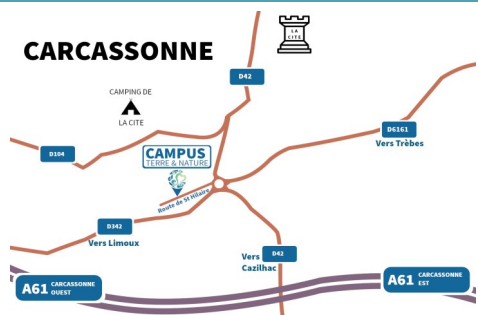 LA
CITE
CARCASSONNE
D42
CAMPING DE
LA CITE
D6161
Vers Trèbes
D104
CAMPUS
TERRE & NATURE
Route de St Hilaire
D342
Vers Limoux
Vers
Cazilhac
D42
A61 CARCASSONNE
OUEST
A61 CARCASSONNE
EST